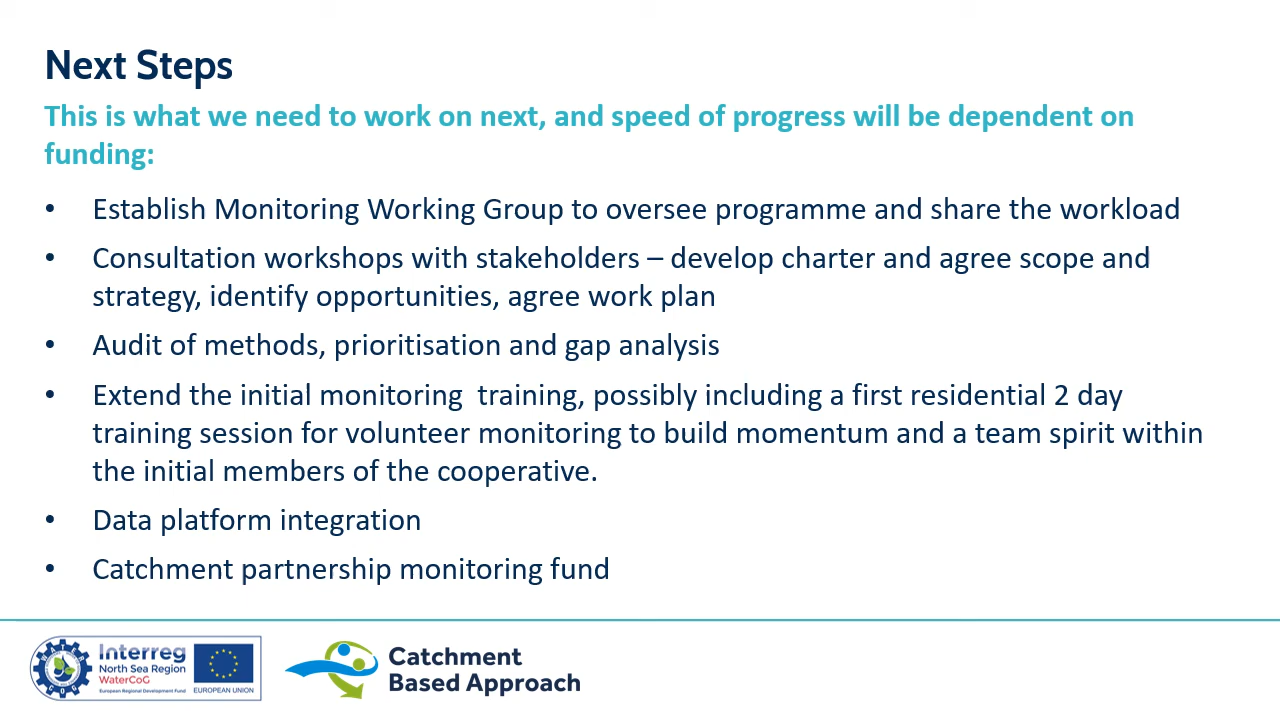 Next Steps
This is what we need to work on next, and speed of progress will be dependent on
funding:
• Establish Monitoring Working Group to oversee programme and share the workload
• Consultation workshops with stakeholders – develop charter and agree scope and
strategy, identify opportunities, agree work plan
• Audit of methods, prioritisation and gap analysis
• Extend the initial monitoring  training, possibly including a first residential 2 day
training session for volunteer monitoring to build momentum and a team spirit within
the initial members of the cooperative.
• Data platform integration
• Catchment partnership monitoring fund
Interreg
North Sea Region
WaterCoG
European Regional Development Fund
EUROPEAN UNION
Catchment
Based Approach